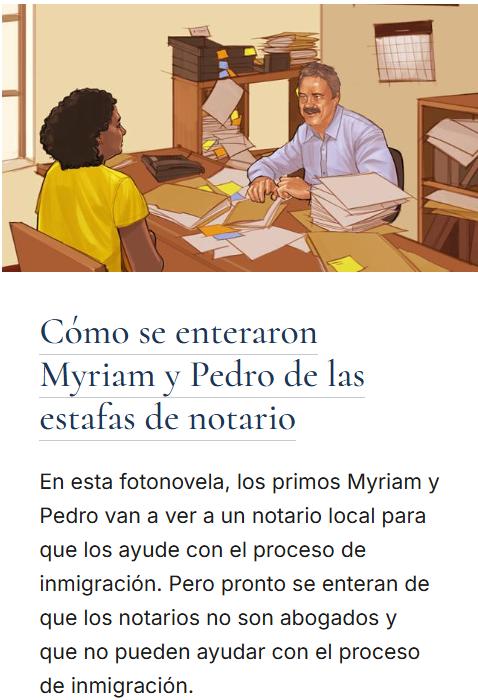 Cómo se enteraron
Myriam y Pedro de las
estafas de notario
En esta fotonovela, los primos Myriam y
Pedro van a ver a un notario local para
que los ayude con el proceso de
inmigración. Pero pronto se enteran de
que los notarios no son abogados y
que no pueden ayudar con el proceso
de inmigración.